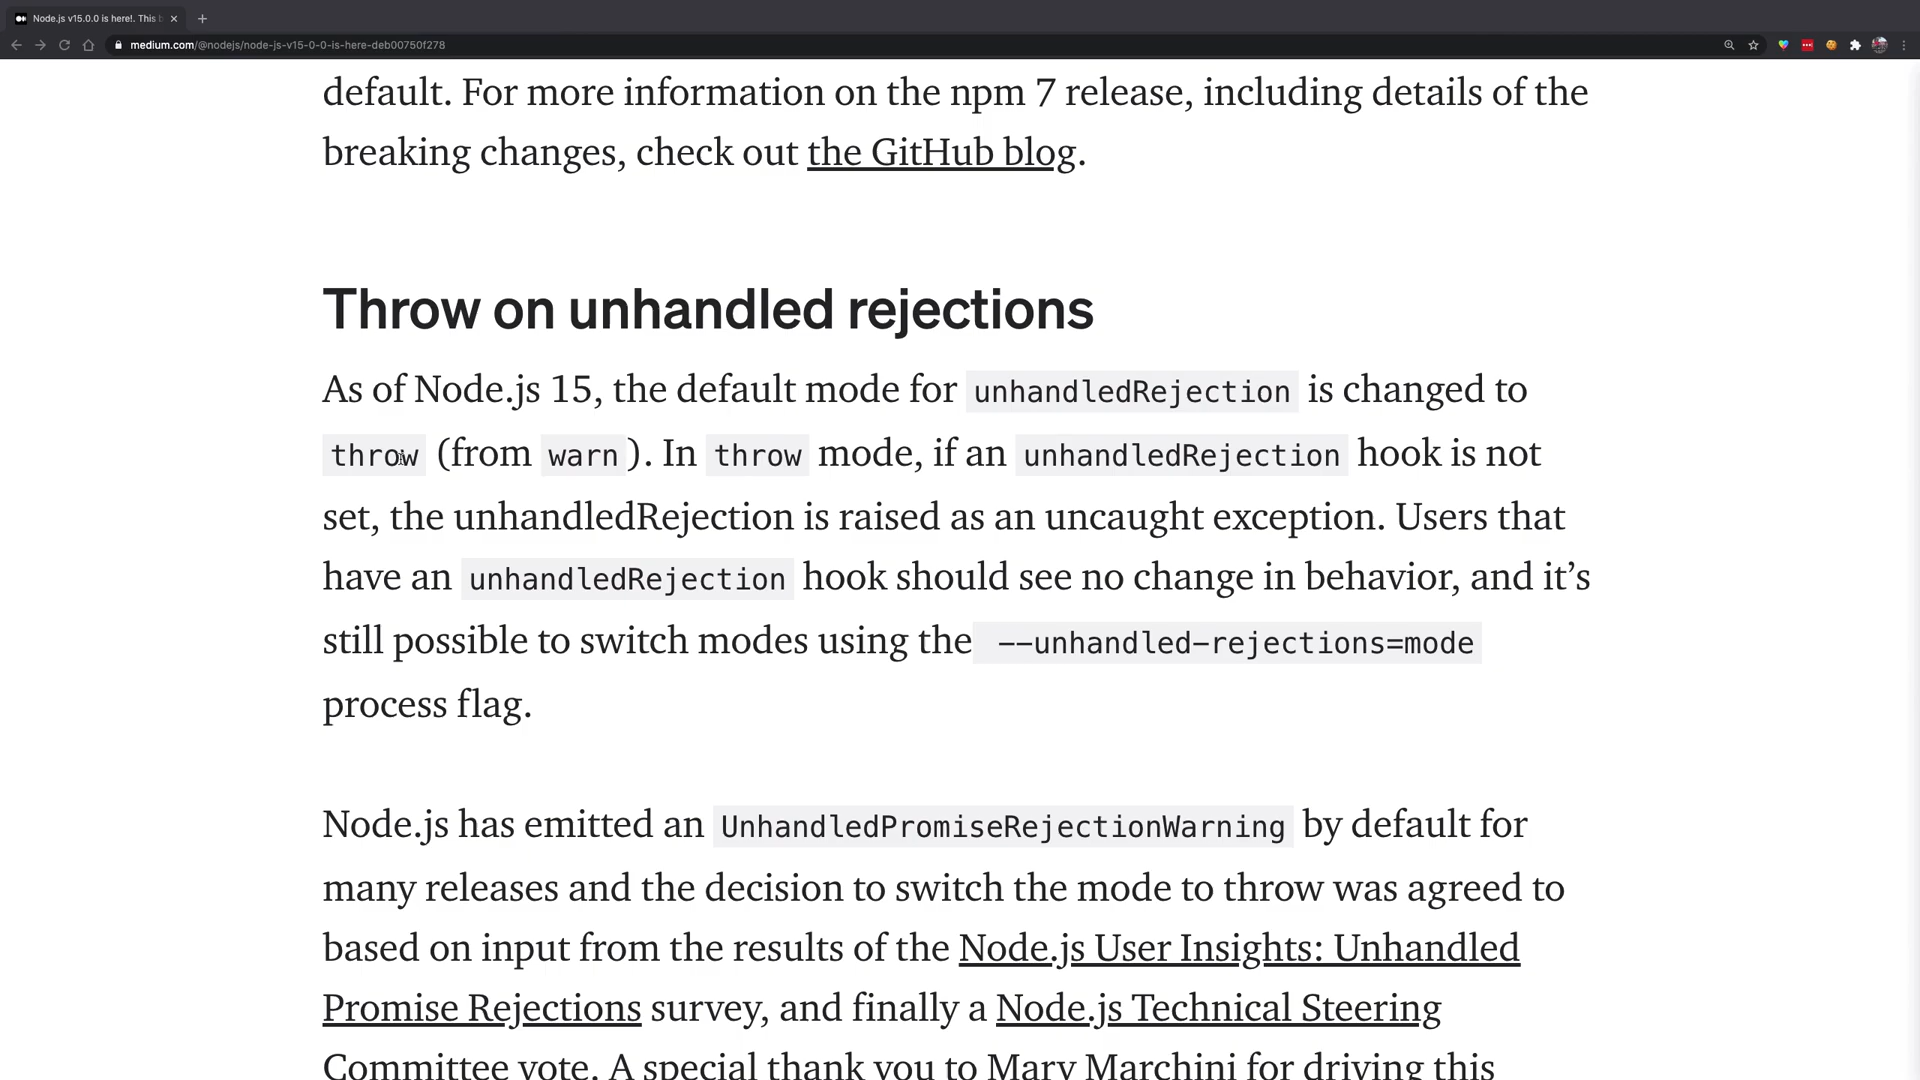 Node.js v15.0.0 is here!. This b
medium.com/@nodejs/node-js-v15-0-0-is-here-deb00750f278
default. For more information on the npm 7 release, including details of the
breaking changes, check out the GitHub blog.
Throw on unhandled rejections
As of Node.js 15, the default mode for unhandledRejection is changed to
throw (from warn). In throw mode, if an unhandledRejection hook is not
set, the unhandledRejection is raised as an uncaught exception. Users that
have an unhandledRejection hook should see no change in behavior, and it’s
still possible to switch modes using the --unhandled-rejections=mode
process flag.
Node.js has emitted an UnhandledPromiseRejectionWarning by default for
many releases and the decision to switch the mode to throw was agreed to
based on input from the results of the Node.js User Insights: Unhandled
Promise Rejections survey, and finally a Node.js Technical Steering
Committee vote. A special thank you to Mary Marchini for driving this